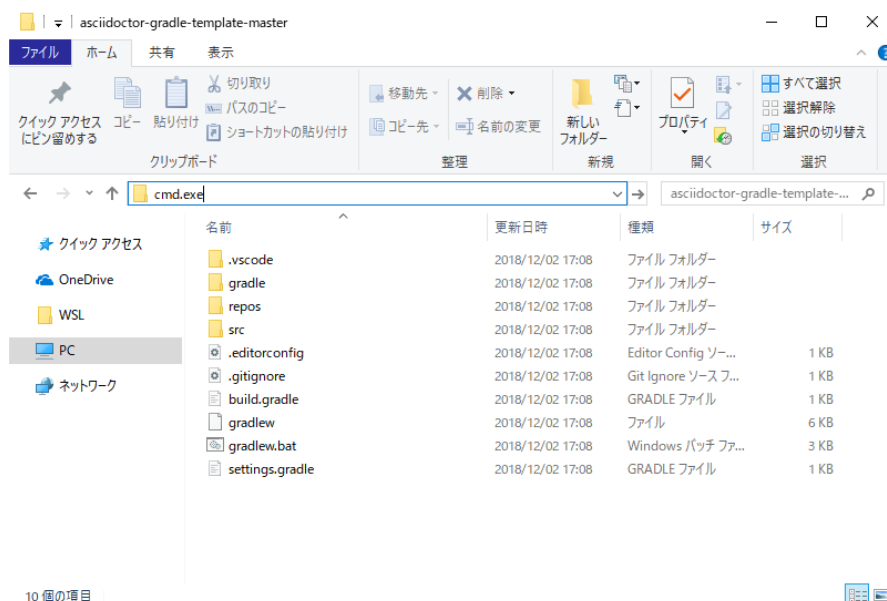 asciidoctor-gradle-template-master
ファイル ホーム 共有 表示
クイック アクセスにピン留めする
コピー
貼り付け
切り取り
パスのコピー
ショートカットの貼り付け
クリップボード
移動先
コピー先
削除
名前の変更
整理
新しいフォルダー
新規
プロパティ
開く
すべて選択
選択解除
選択の切り替え
選択
cmd.exe
asciidoctor-gradle-template-...
クイック アクセス
OneDrive
WSL
PC
ネットワーク
名前 更新日時 種類 サイズ
.vscode 2018/12/02 17:08 ファイル フォルダー
gradle 2018/12/02 17:08 ファイル フォルダー
repos 2018/12/02 17:08 ファイル フォルダー
src 2018/12/02 17:08 ファイル フォルダー
.editorconfig 2018/12/02 17:08 Editor Config ソー... 1 KB
.gitignore 2018/12/02 17:08 Git Ignore ソース フ... 1 KB
build.gradle 2018/12/02 17:08 GRADLE ファイル 1 KB
gradlew 2018/12/02 17:08 ファイル 6 KB
gradlew.bat 2018/12/02 17:08 Windows バッチ ファ... 3 KB
settings.gradle 2018/12/02 17:08 GRADLE ファイル 1 KB
10 個の項目